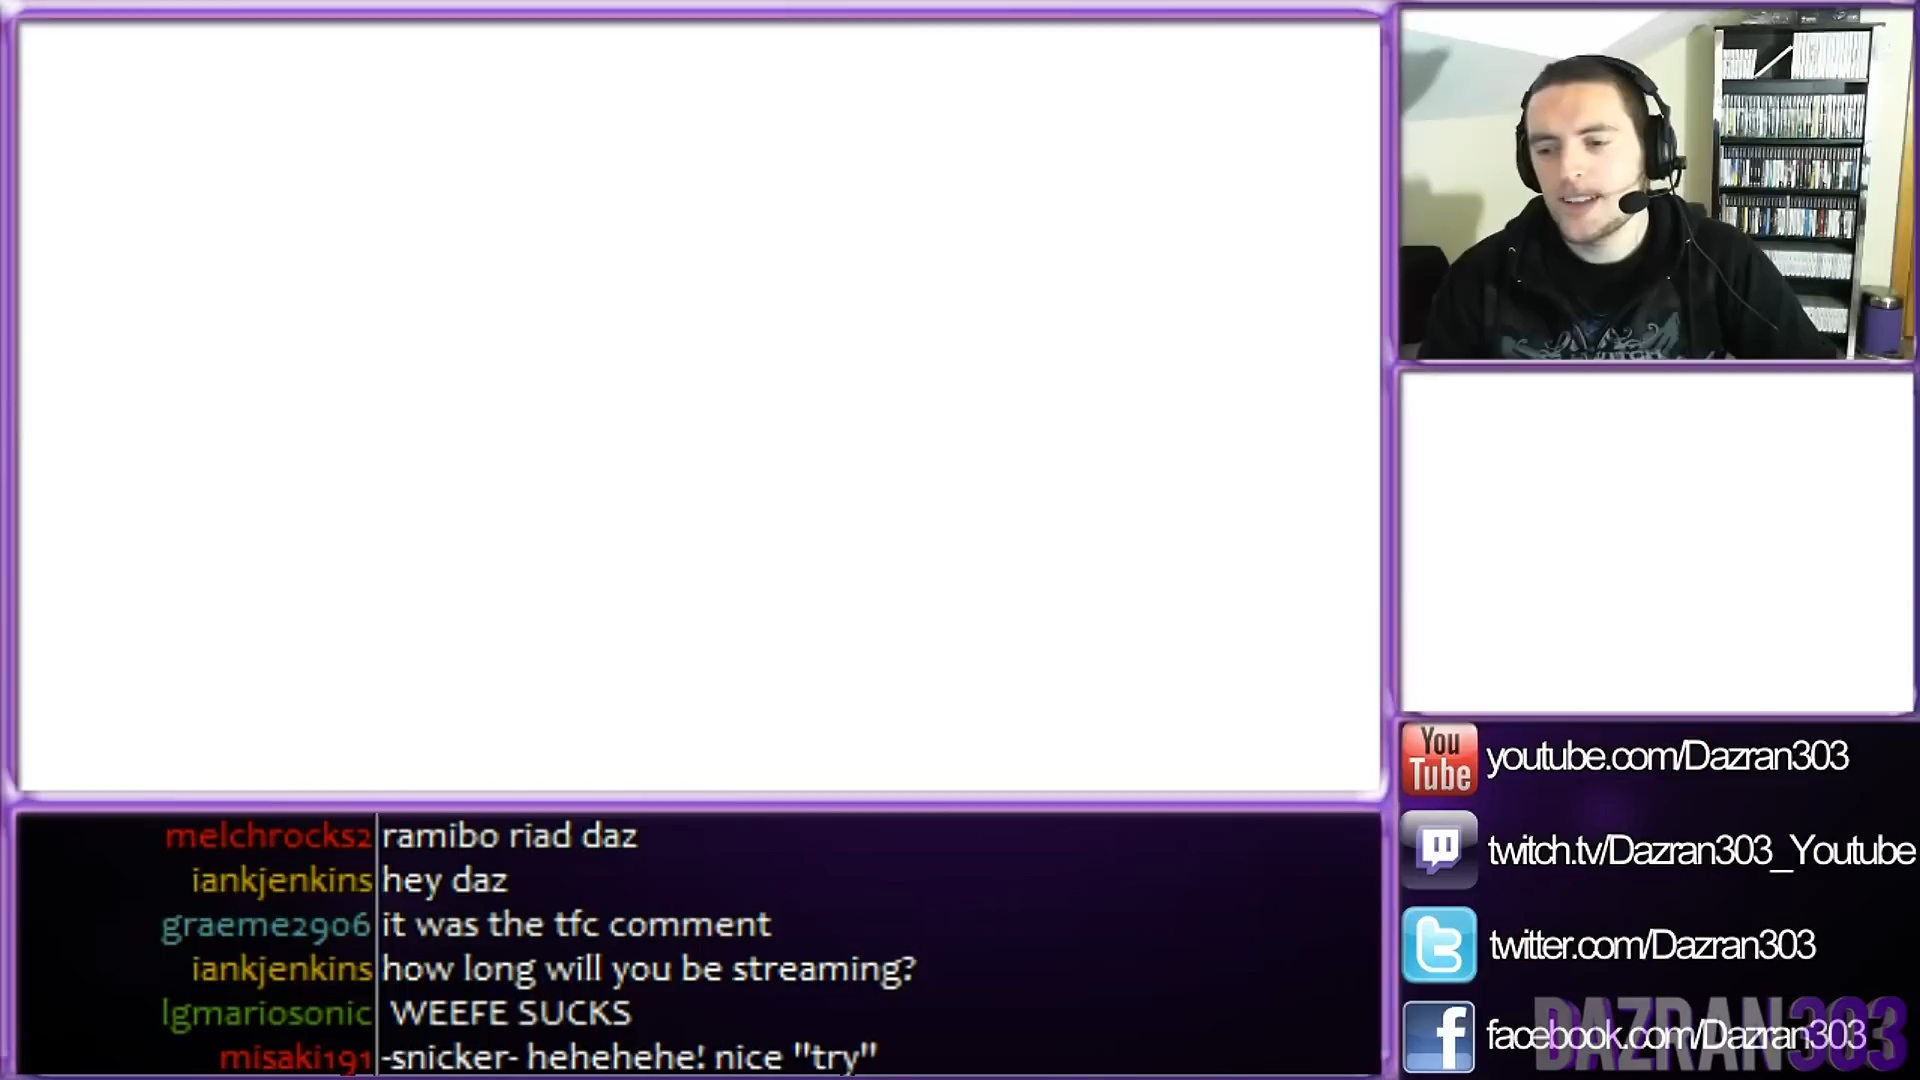 melchrocks2 ramibo riad daz
iankjenkins hey daz
graeme2906 it was the tfc comment
iankjenkins how long will you be streaming?
lgmariosonic WEEFE SUCKS
misaki191 -snicker- hehehehe! nice "try"
You Tube youtube.com/Dazran303
twitch.tv/Dazran303_Youtube
twitter.com/Dazran303
facebook.com/Dazran303
DAZRAN303